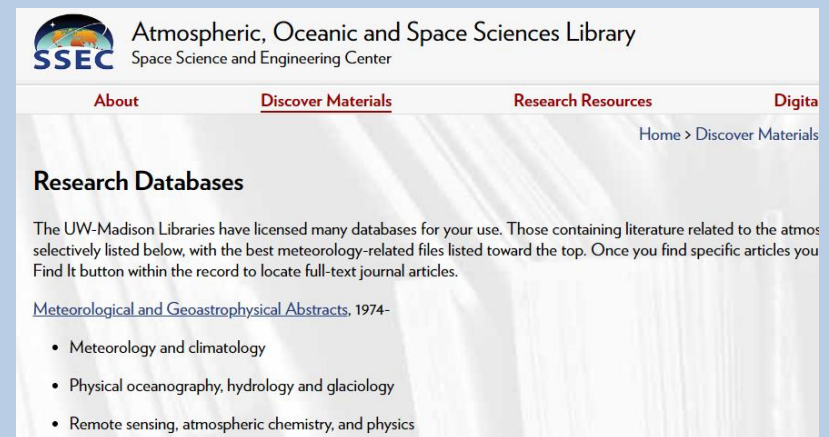 SSEC
Atmospheric, Oceanic and Space Sciences Library
Space Science and Engineering Center
About Discover Materials Research Resources Digita
Home > Discover Materials
Research Databases
The UW-Madison Libraries have licensed many databases for your use. Those containing literature related to the atmos
selectively listed below, with the best meteorology-related files listed toward the top. Once you find specific articles you
Find It button within the record to locate full-text journal articles.
Meteorological and Geoastrophysical Abstracts, 1974-
• Meteorology and climatology
• Physical oceanography, hydrology and glaciology
• Remote sensing, atmospheric chemistry, and physics